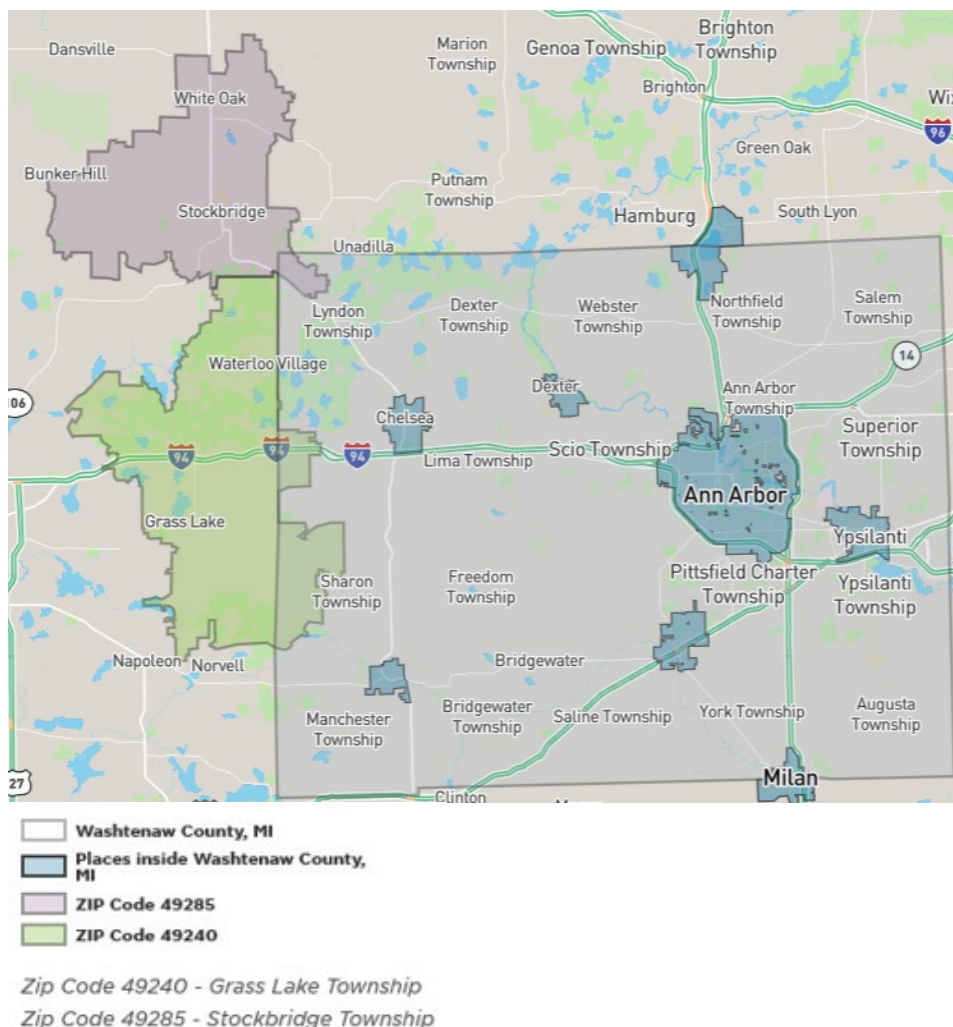 Dansville
Marion
Township
Genoa Township
Brighton
Township
Brighton
White Oak
96
Green Oak
Bunker Hill
Putnam
Township
Stockbridge
Hamburg
South Lyon
Unadilla
Lyndon
Township
Dexter
Township
Webster
Township
Northfield
Township
Salem
Township
Waterloo Village
14
Dexter
Ann Arbor
Township
06
Chelsea
Superior
Township
94
94
94
Lima Township
Scio Township
Ann Arbor
Grass Lake
Ypsilanti
Sharon
Township
Freedom
Township
Pittsfield Charter
Township
Ypsilanti
Township
Napoleon
Norvell
Bridgewater
Manchester
Township
Bridgewater
Township
Saline Township
York Township
Augusta
Township
27
Milan
Clinton
Washtenaw County, MI
Places inside Washtenaw County,
MI
ZIP Code 49285
ZIP Code 49240
Zip Code 49240 - Grass Lake Township
Zip Code 49285 - Stockbridge Township